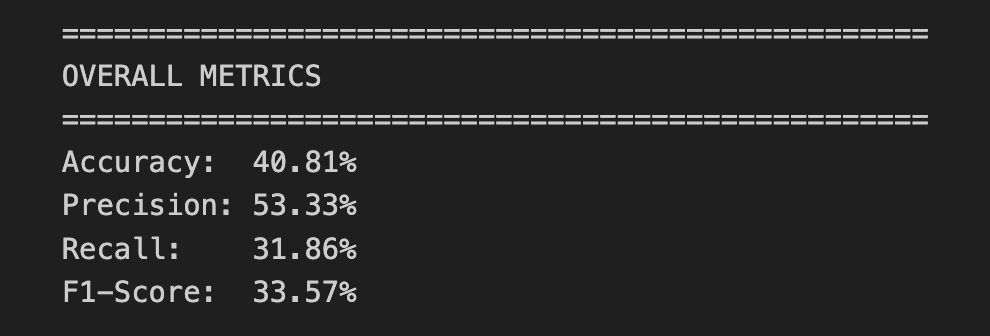 ==================================================
OVERALL METRICS
==================================================
Accuracy:  40.81%
Precision: 53.33%
Recall:    31.86%
F1-Score:  33.57%